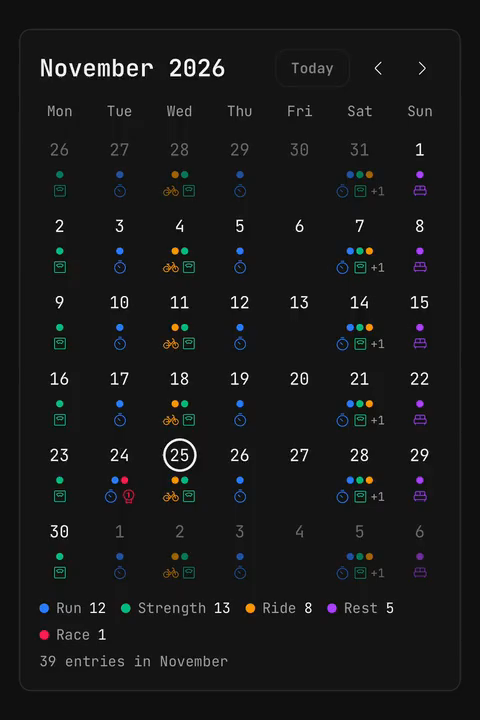 November 2026 Today
Mon Tue Wed Thu Fri Sat Sun
26 27 28 29 30 31 1
+1
2 3 4 5 6 7 8
+1
9 10 11 12 13 14 15
+1
16 17 18 19 20 21 22
+1
23 24 25 26 27 28 29
1 +1
30 1 2 3 4 5 6
+1
Run 12 Strength 13 Ride 8 Rest 5
Race 1
39 entries in November